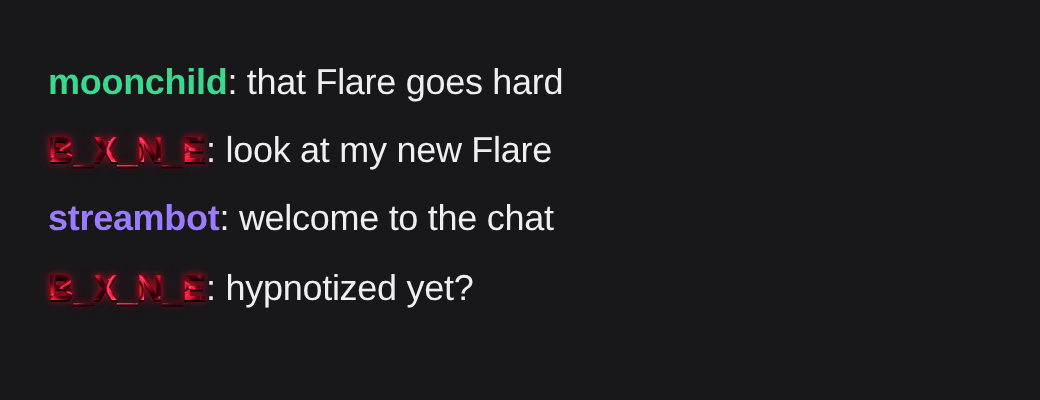 moonchild: that Flare goes hard
B_X_N_E: look at my new Flare
streambot: welcome to the chat
B_X_N_E: hypnotized yet?